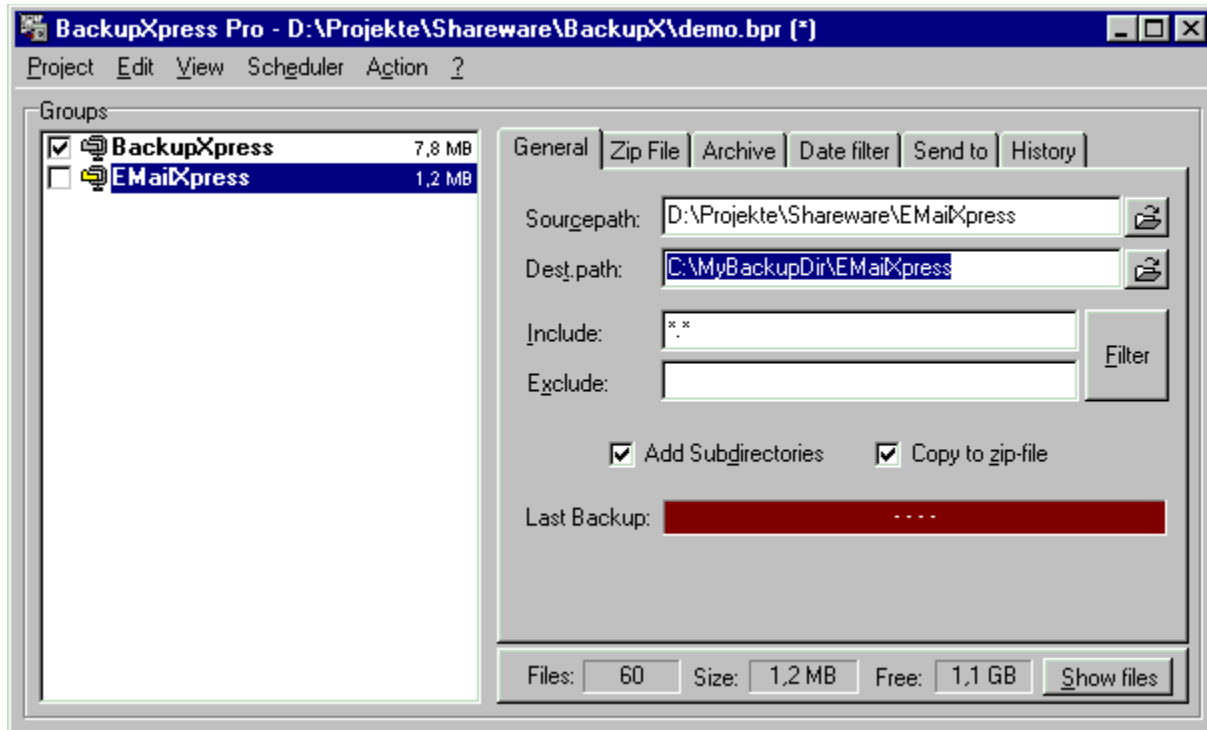 BackupXpress Pro - D:\Projekte\Shareware\BackupX\demo.bpr (*)
Project Edit View Scheduler Action ?
Groups
BackupXpress 7,8 MB
EMailXpress 1,2 MB
General Zip File Archive Date filter Send to History
Sourcepath: D:\Projekte\Shareware\EMailXpress
Dest.path: C:\MyBackupDir\EMailXpress
Include: *.*
Filter
Exclude:
Add Subdirectories Copy to zip-file
Last Backup: - - - -
Files: 60 Size: 1,2 MB Free: 1,1 GB Show files